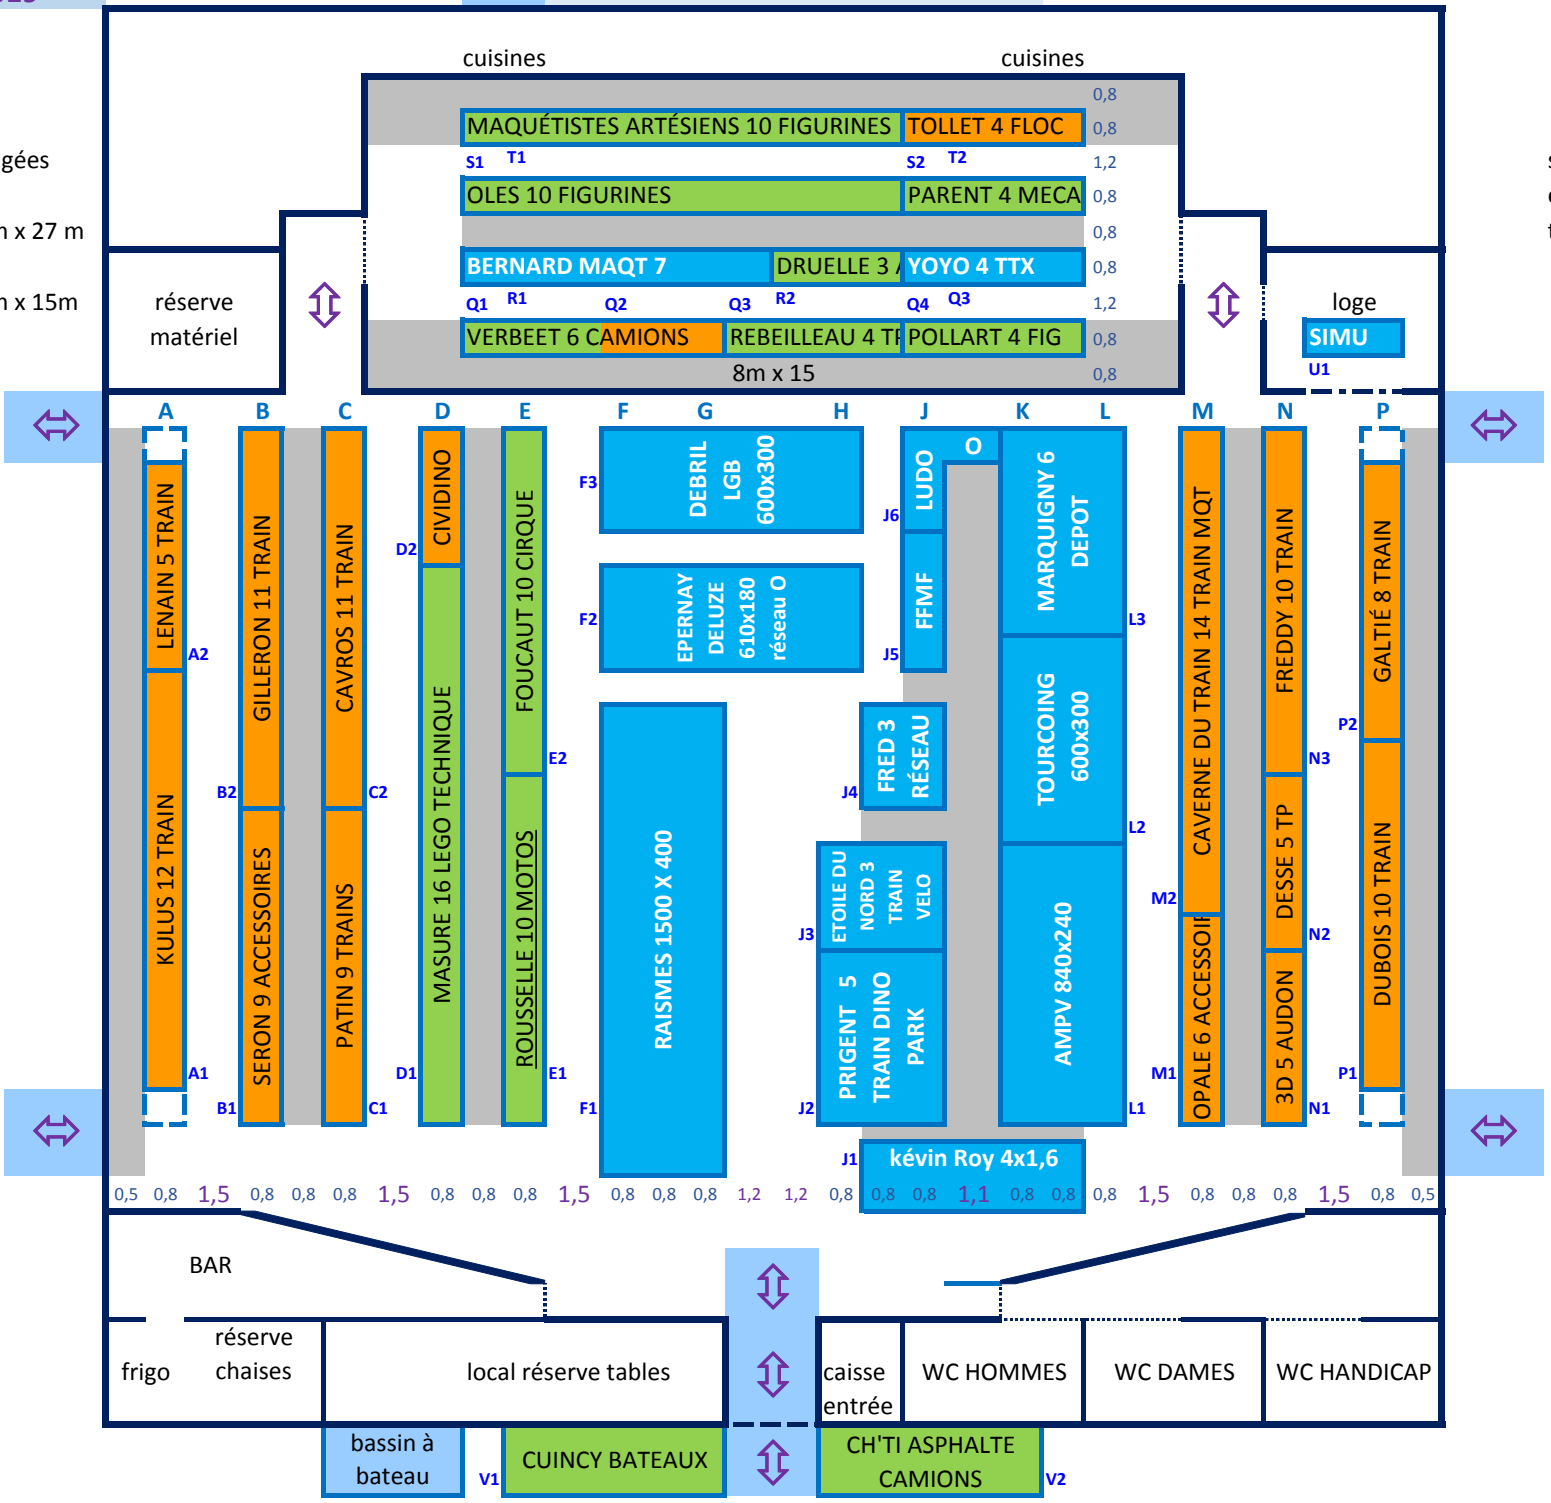 cuisines cuisines
0,8
MAQUÉTISTES ARTÉSIENS 10 FIGURINES TOLLET 4 FLOC 0,8
S1 T1 S2 T2 1,2
OLES 10 FIGURINES PARENT 4 MECA 0,8
m x 27 m
0,8
BERNARD MAQT 7 DRUELLE 3 YOYO 4 TTX 0,8
m x 15m
Q1 R1 Q2 Q3 R2 Q4 Q3 1,2
réserve
matériel
loge
SIMU
U1
VERBEET 6 CAMIONS REBEILLEAU 4 POLLART 4 FIG 0,8
8m x 15 0,8
A B C D E F G H J K L M N P
LENAIN 5 TRAIN
A2
KULUS 12 TRAIN
A1
GILLERON 11 TRAIN
B2
SERON 9 ACCESSOIRES
B1
CAVROS 11 TRAIN
C2
PATIN 9 TRAINS
C1
CIVIDINO
D2
MASURE 16 LEGO TECHNIQUE
D1
FOUCAUT 10 CIRQUE
E2
ROUSSELLE 10 MOTOS
E1
DEBRIL
LGB
600x300
F3
EPERNAY
DELUZE
610x180
réseau O
F2
RAISMES 1500 X 400
F1
LUDO
O
J6
FFMF
J5
FRED 3
RÉSEAU
J4
ETOILE DU
NORD 3
TRAIN
VELO
J3
PRIGENT 5
TRAIN DINO
PARK
J2
kévin Roy 4x1,6
J1
MARQUIGNY 6
DEPOT
L3
TOURCOING
600x300
L2
AMPV 840x240
L1
CAVERNE DU TRAIN 14 TRAIN MQT
M2
OPALE 6
M1
FREDDY 10 TRAIN
N3
DESSE 5 TP
N2
3D 5 AUDON
N1
GALTIÉ 8 TRAIN
P2
DUBOIS 10 TRAIN
P1
0,5 0,8 1,5 0,8 0,8 0,8 1,5 0,8 0,8 0,8 1,5 0,8 0,8 0,8 1,2 1,2 0,8 0,8 0,8 1,1 0,8 0,8 0,8 1,5 0,8 0,8 0,8 1,5 0,8 0,5
BAR
frigo
réserve
chaises
local réserve tables
caisse
entrée
WC HOMMES WC DAMES WC HANDICAP
bassin à
bateau
V1 CUINCY BATEAUX
CH'TI ASPHALTE
CAMIONS
V2